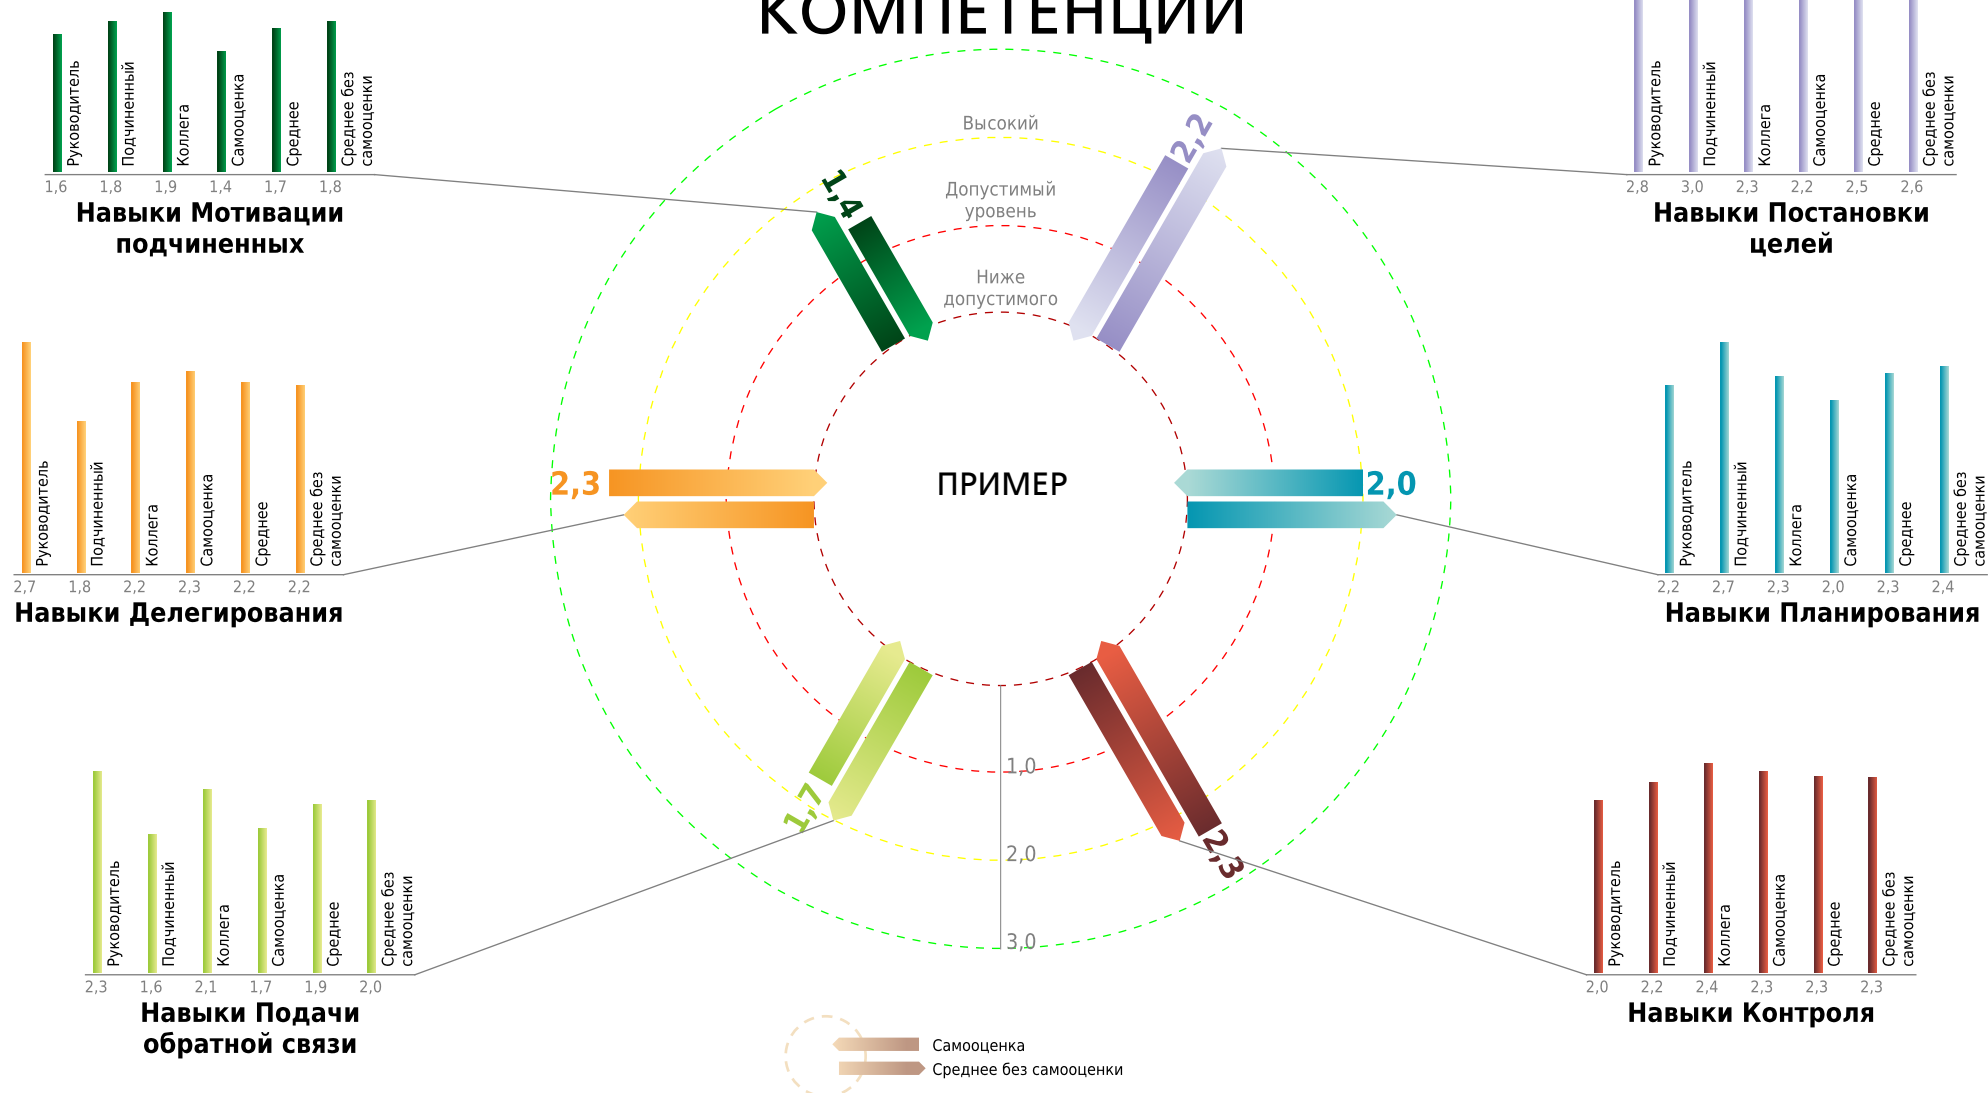 КОМПЕТЕНЦИИ
Руководитель
Подчиненный
Коллега
Самооценка
Среднее
Среднее без
самооценки
1,6
1,8
1,9
1,4
1,7
1,8
Навыки Мотивации
подчиненных
Руководитель
Подчиненный
Коллега
Самооценка
Среднее
Среднее без
самооценки
2,8
3,0
2,3
2,2
2,5
2,6
Навыки Постановки
целей
Высокий
Допустимый
уровень
Ниже
допустимого
1,4
2,2
Руководитель
Подчиненный
Коллега
Самооценка
Среднее
Среднее без
самооценки
2,7
1,8
2,2
2,3
2,2
2,2
Навыки Делегирования
2,3
ПРИМЕР
2,0
Руководитель
Подчиненный
Коллега
Самооценка
Среднее
Среднее без
самооценки
2,2
2,7
2,3
2,0
2,3
2,4
Навыки Планирования
1,7
2,3
1,0
2,0
3,0
Руководитель
Подчиненный
Коллега
Самооценка
Среднее
Среднее без
самооценки
2,3
1,6
2,1
1,7
1,9
2,0
Навыки Подачи
обратной связи
Руководитель
Подчиненный
Коллега
Самооценка
Среднее
Среднее без
самооценки
2,0
2,2
2,4
2,3
2,3
2,3
Навыки Контроля
Самооценка
Среднее без самооценки